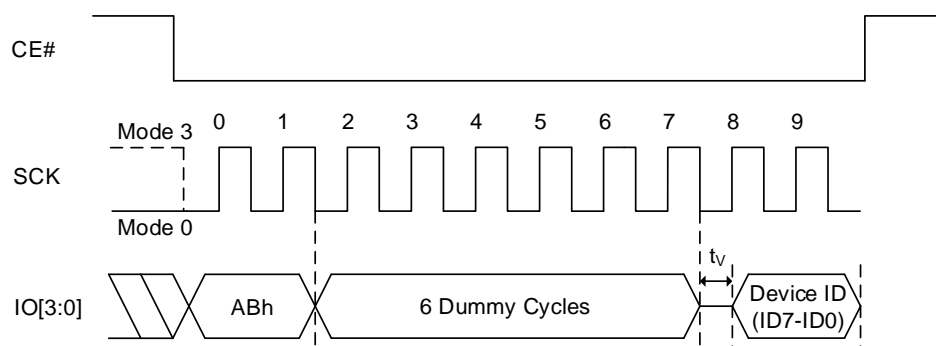 CE#
0 1 2 3 4 5 6 7 8 9
Mode 3
SCK
Mode 0
tV
IO[3:0]
ABh
6 Dummy Cycles
Device ID
(ID7-ID0)